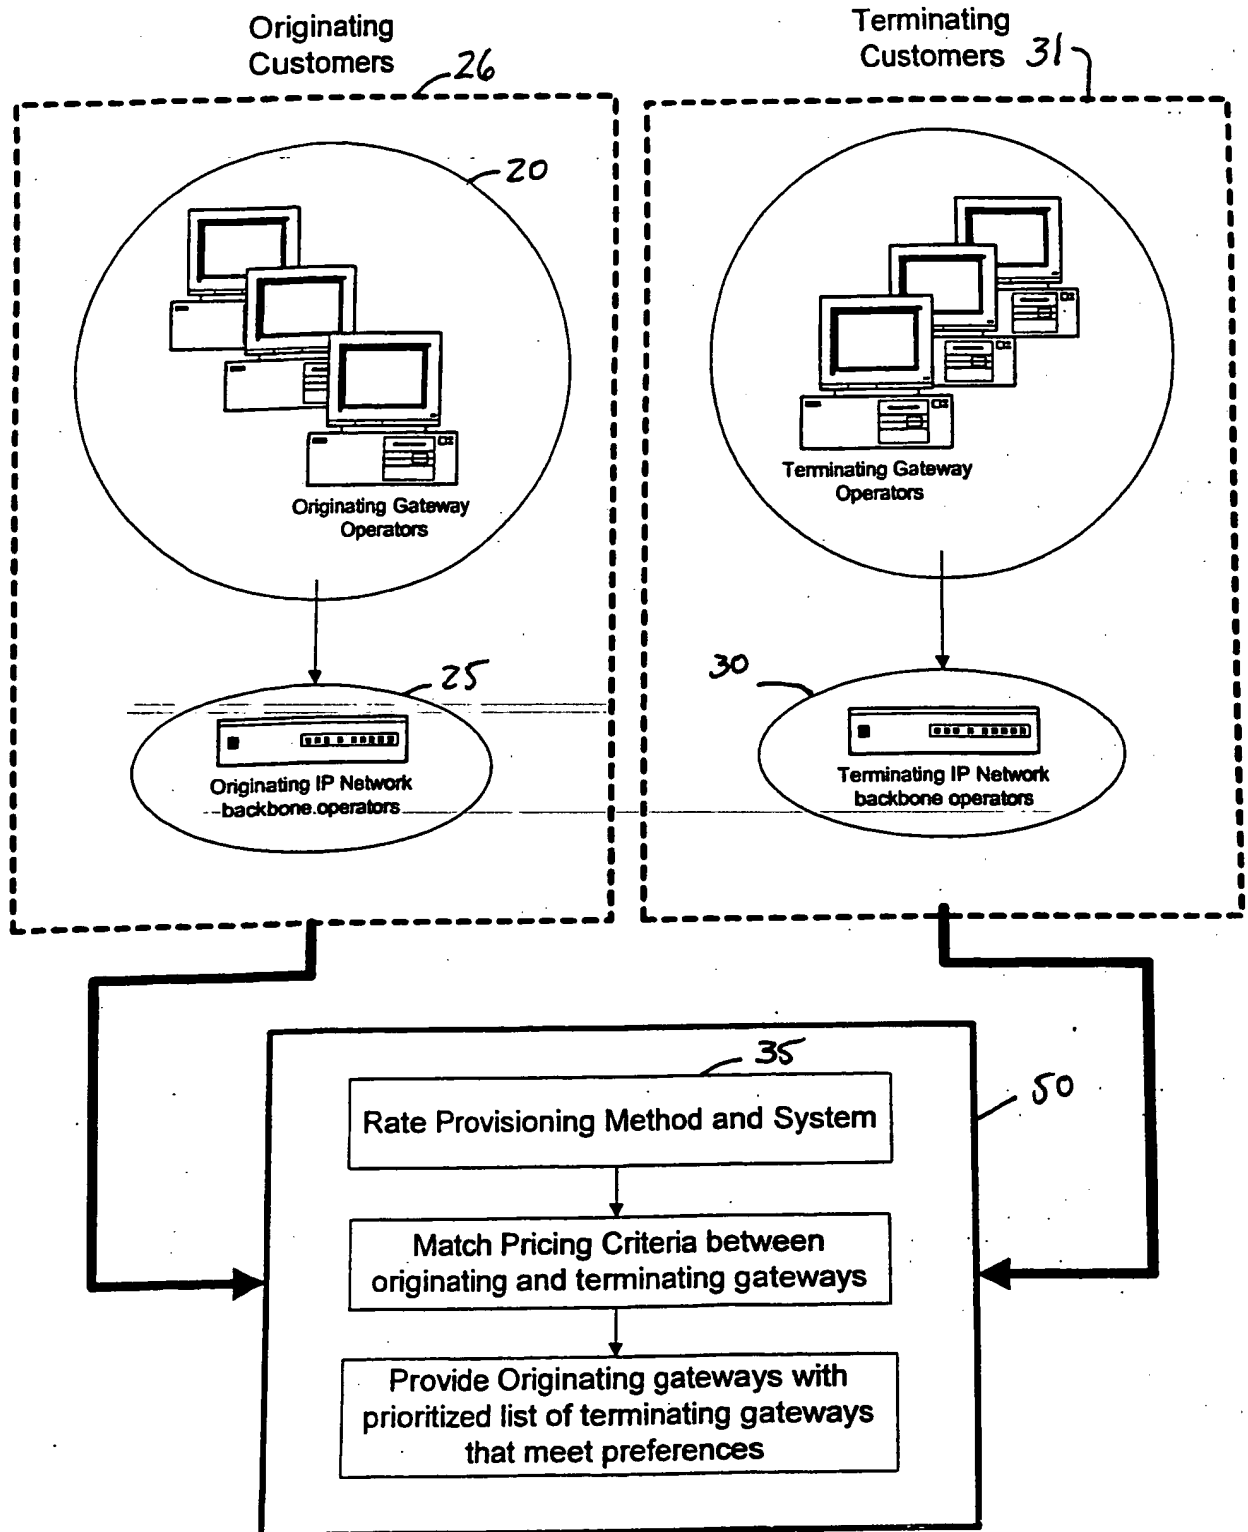 Originating
Customers
26
Terminating
Customers 31
20
Originating Gateway
Operators
Terminating Gateway
Operators
25
Originating IP Network
backbone operators
30
Terminating IP Network
backbone operators
35
Rate Provisioning Method and System
50
Match Pricing Criteria between
originating and terminating gateways
Provide Originating gateways with
prioritized list of terminating gateways
that meet preferences